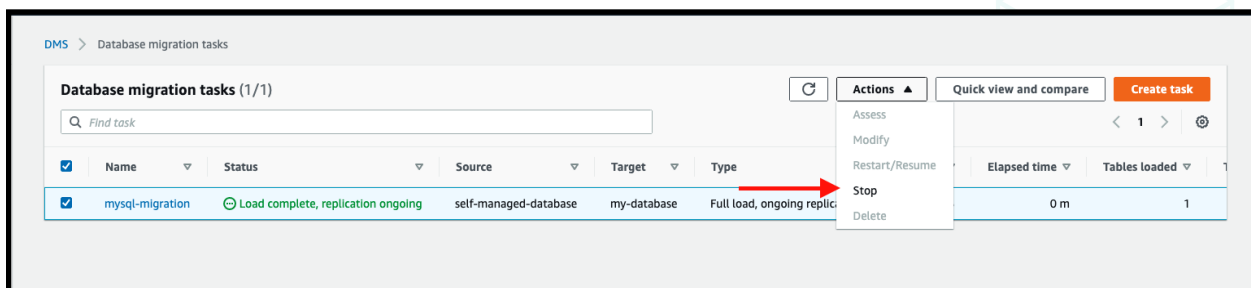 DMS > Database migration tasks
Database migration tasks (1/1)
Actions
Quick view and compare
Create task
Find task
Assess
1
Modify
Name
Status
Source
Target
Type
Restart/Resume
Elapsed time
Tables loaded
Stop
mysql-migration
Load complete, replication ongoing
self-managed-database
my-database
Full load, ongoing replic
0 m
1
Delete